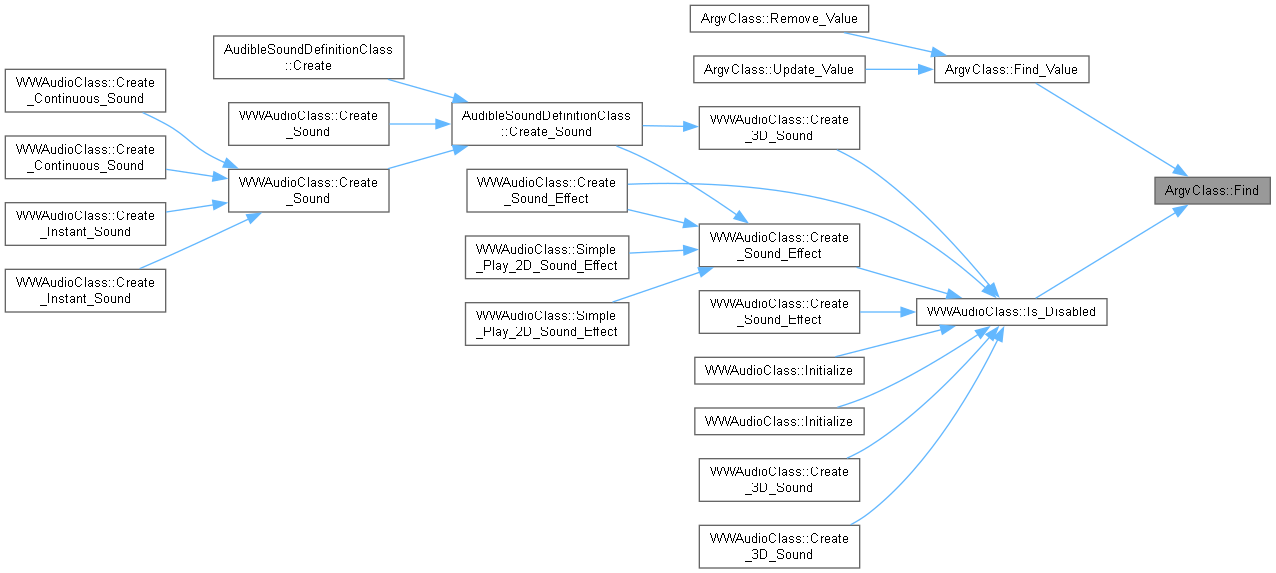 WWAudioClass::Create
_Continuous_Sound
WWAudioClass::Create
_Continuous_Sound
WWAudioClass::Create
_Instant_Sound
WWAudioClass::Create
_Instant_Sound
AudibleSoundDefinitionClass
::Create
WWAudioClass::Create
_Sound
WWAudioClass::Create
_Sound
AudibleSoundDefinitionClass
::Create_Sound
WWAudioClass::Create
_Sound_Effect
WWAudioClass::Simple
_Play_2D_Sound_Effect
WWAudioClass::Simple
_Play_2D_Sound_Effect
ArgvClass::Remove_Value
ArgvClass::Update_Value
WWAudioClass::Create
_3D_Sound
WWAudioClass::Create
_Sound_Effect
WWAudioClass::Create
_Sound_Effect
WWAudioClass::Initialize
WWAudioClass::Initialize
WWAudioClass::Create
_3D_Sound
WWAudioClass::Create
_3D_Sound
ArgvClass::Find_Value
WWAudioClass::Is_Disabled
ArgvClass::Find